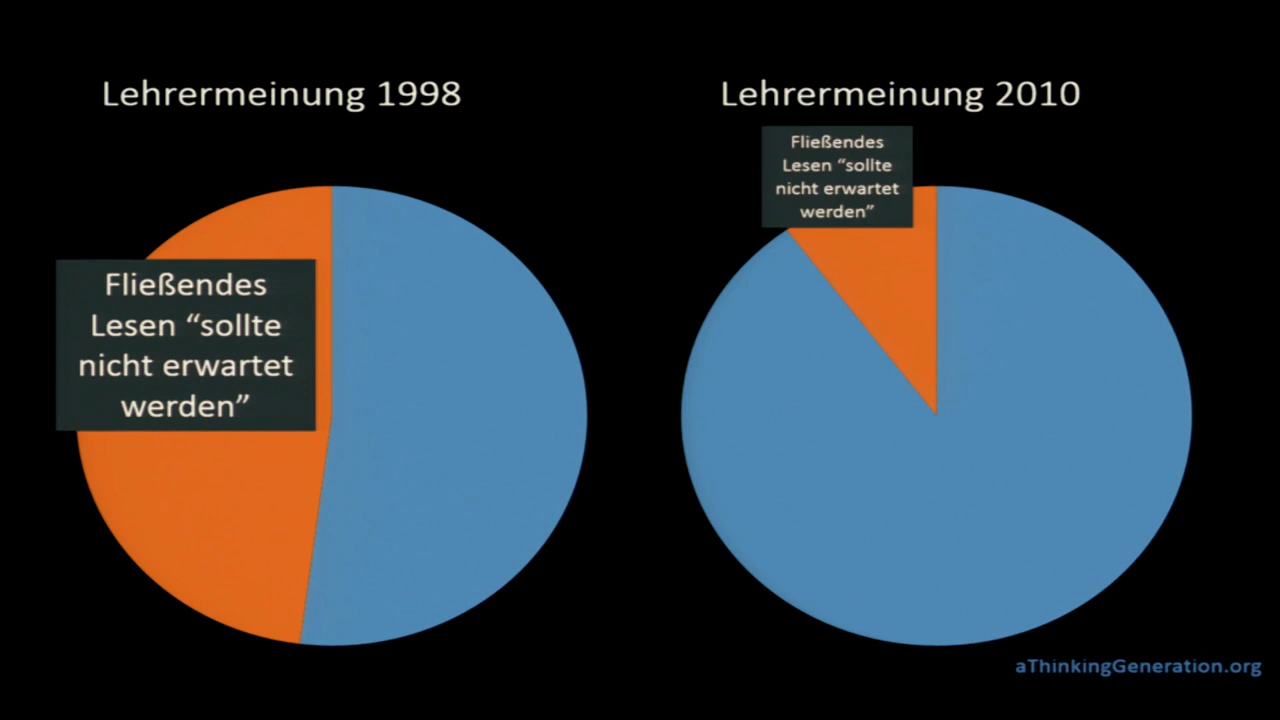 Lehrermeinung 1998
Fließendes
Lesen “sollte
nicht erwartet
werden”
Lehrermeinung 2010
Fließendes
Lesen “sollte
nicht erwartet
werden”
aThinkingGeneration.org